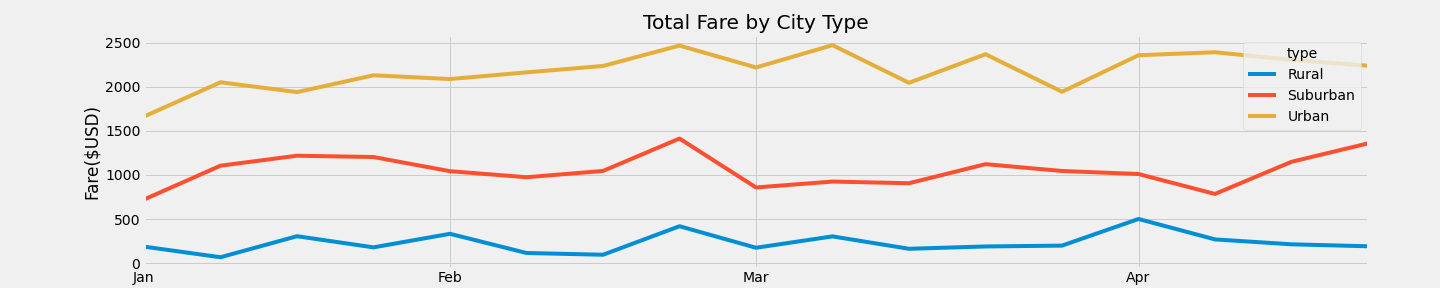 Total Fare by City Type
Fare($USD)
2500
2000
1500
1000
500
0
Jan
Feb
Mar
Apr
type
Rural
Suburban
Urban